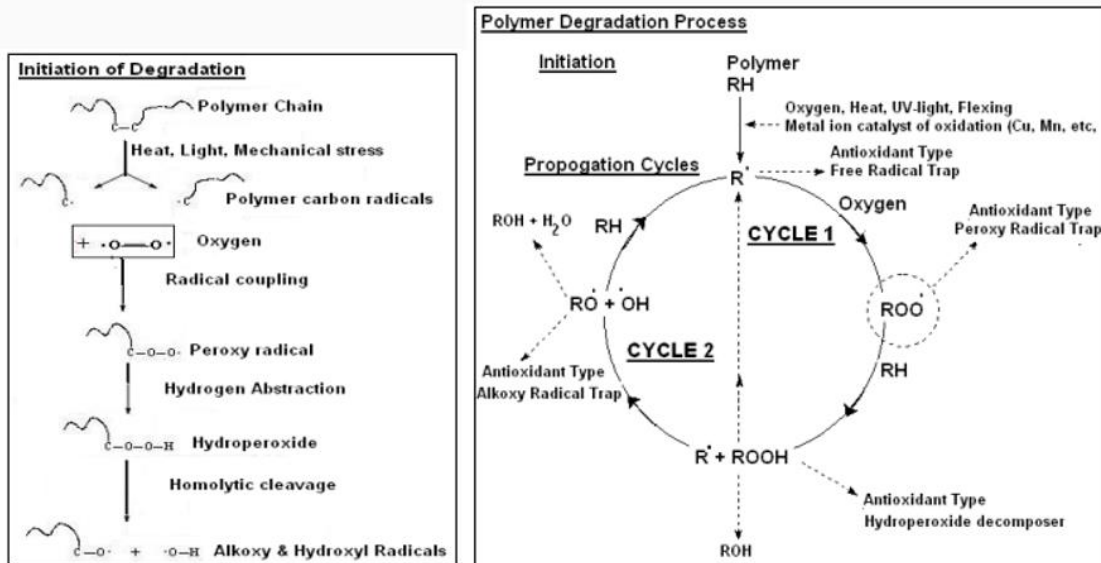 Initiation of Degradation
Polymer Chain
C–C
Heat, Light, Mechanical stress
C· ·C
Polymer carbon radicals
+ ·O—O· Oxygen
Radical coupling
C–O–O· Peroxy radical
Hydrogen Abstraction
C–O–O–H Hydroperoxide
Homolytic cleavage
C–O· + ·O–H Alkoxy & Hydroxyl Radicals
Polymer Degradation Process
Initiation
Polymer
RH
Oxygen, Heat, UV-light, Flexing
Metal ion catalyst of oxidation (Cu, Mn, etc,
Propogation Cycles
R·
Antioxidant Type
Free Radical Trap
Oxygen
Antioxidant Type
Peroxy Radical Trap
ROH + H₂O
RH
CYCLE 1
RO· + ·OH
ROO·
CYCLE 2
RH
Antioxidant Type
Alkoxy Radical Trap
R· + ROOH
Antioxidant Type
Hydroperoxide decomposer
ROH